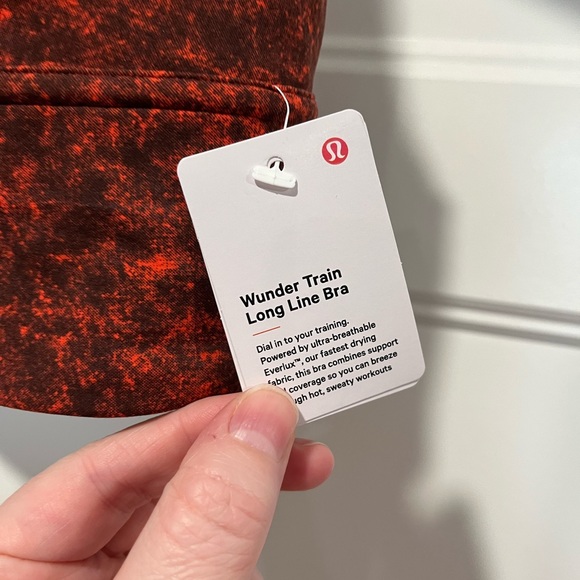 Wunder Train
Long Line Bra
Dial in to your training.
Powered by ultra-breathable
Everlux™, our fastest drying
fabric, this bra combines support
coverage so you can breeze
hot, sweaty workouts